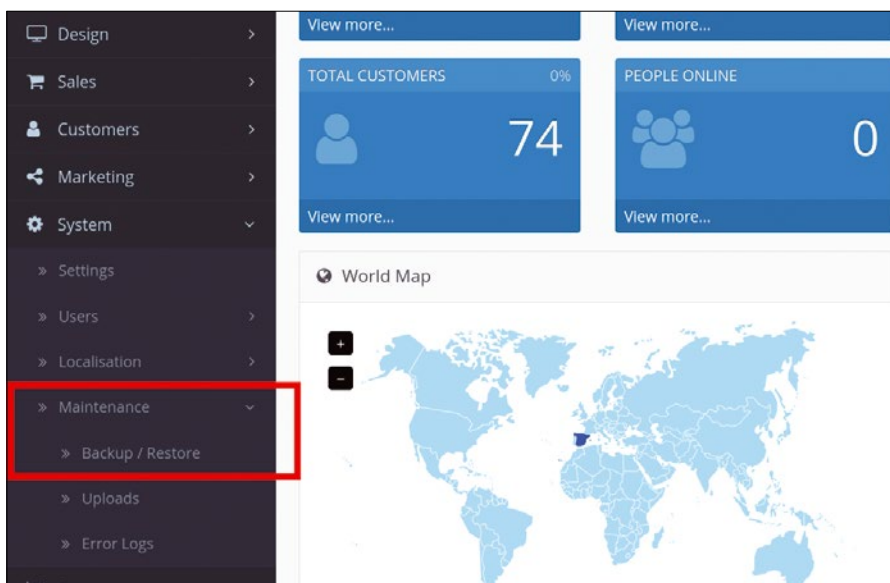 Design
Sales
Customers
Marketing
System
Settings
Users
Localisation
Maintenance
Backup / Restore
Uploads
Error Logs
View more...
View more...
TOTAL CUSTOMERS 0%
74
View more...
PEOPLE ONLINE
0
View more...
World Map
+
-